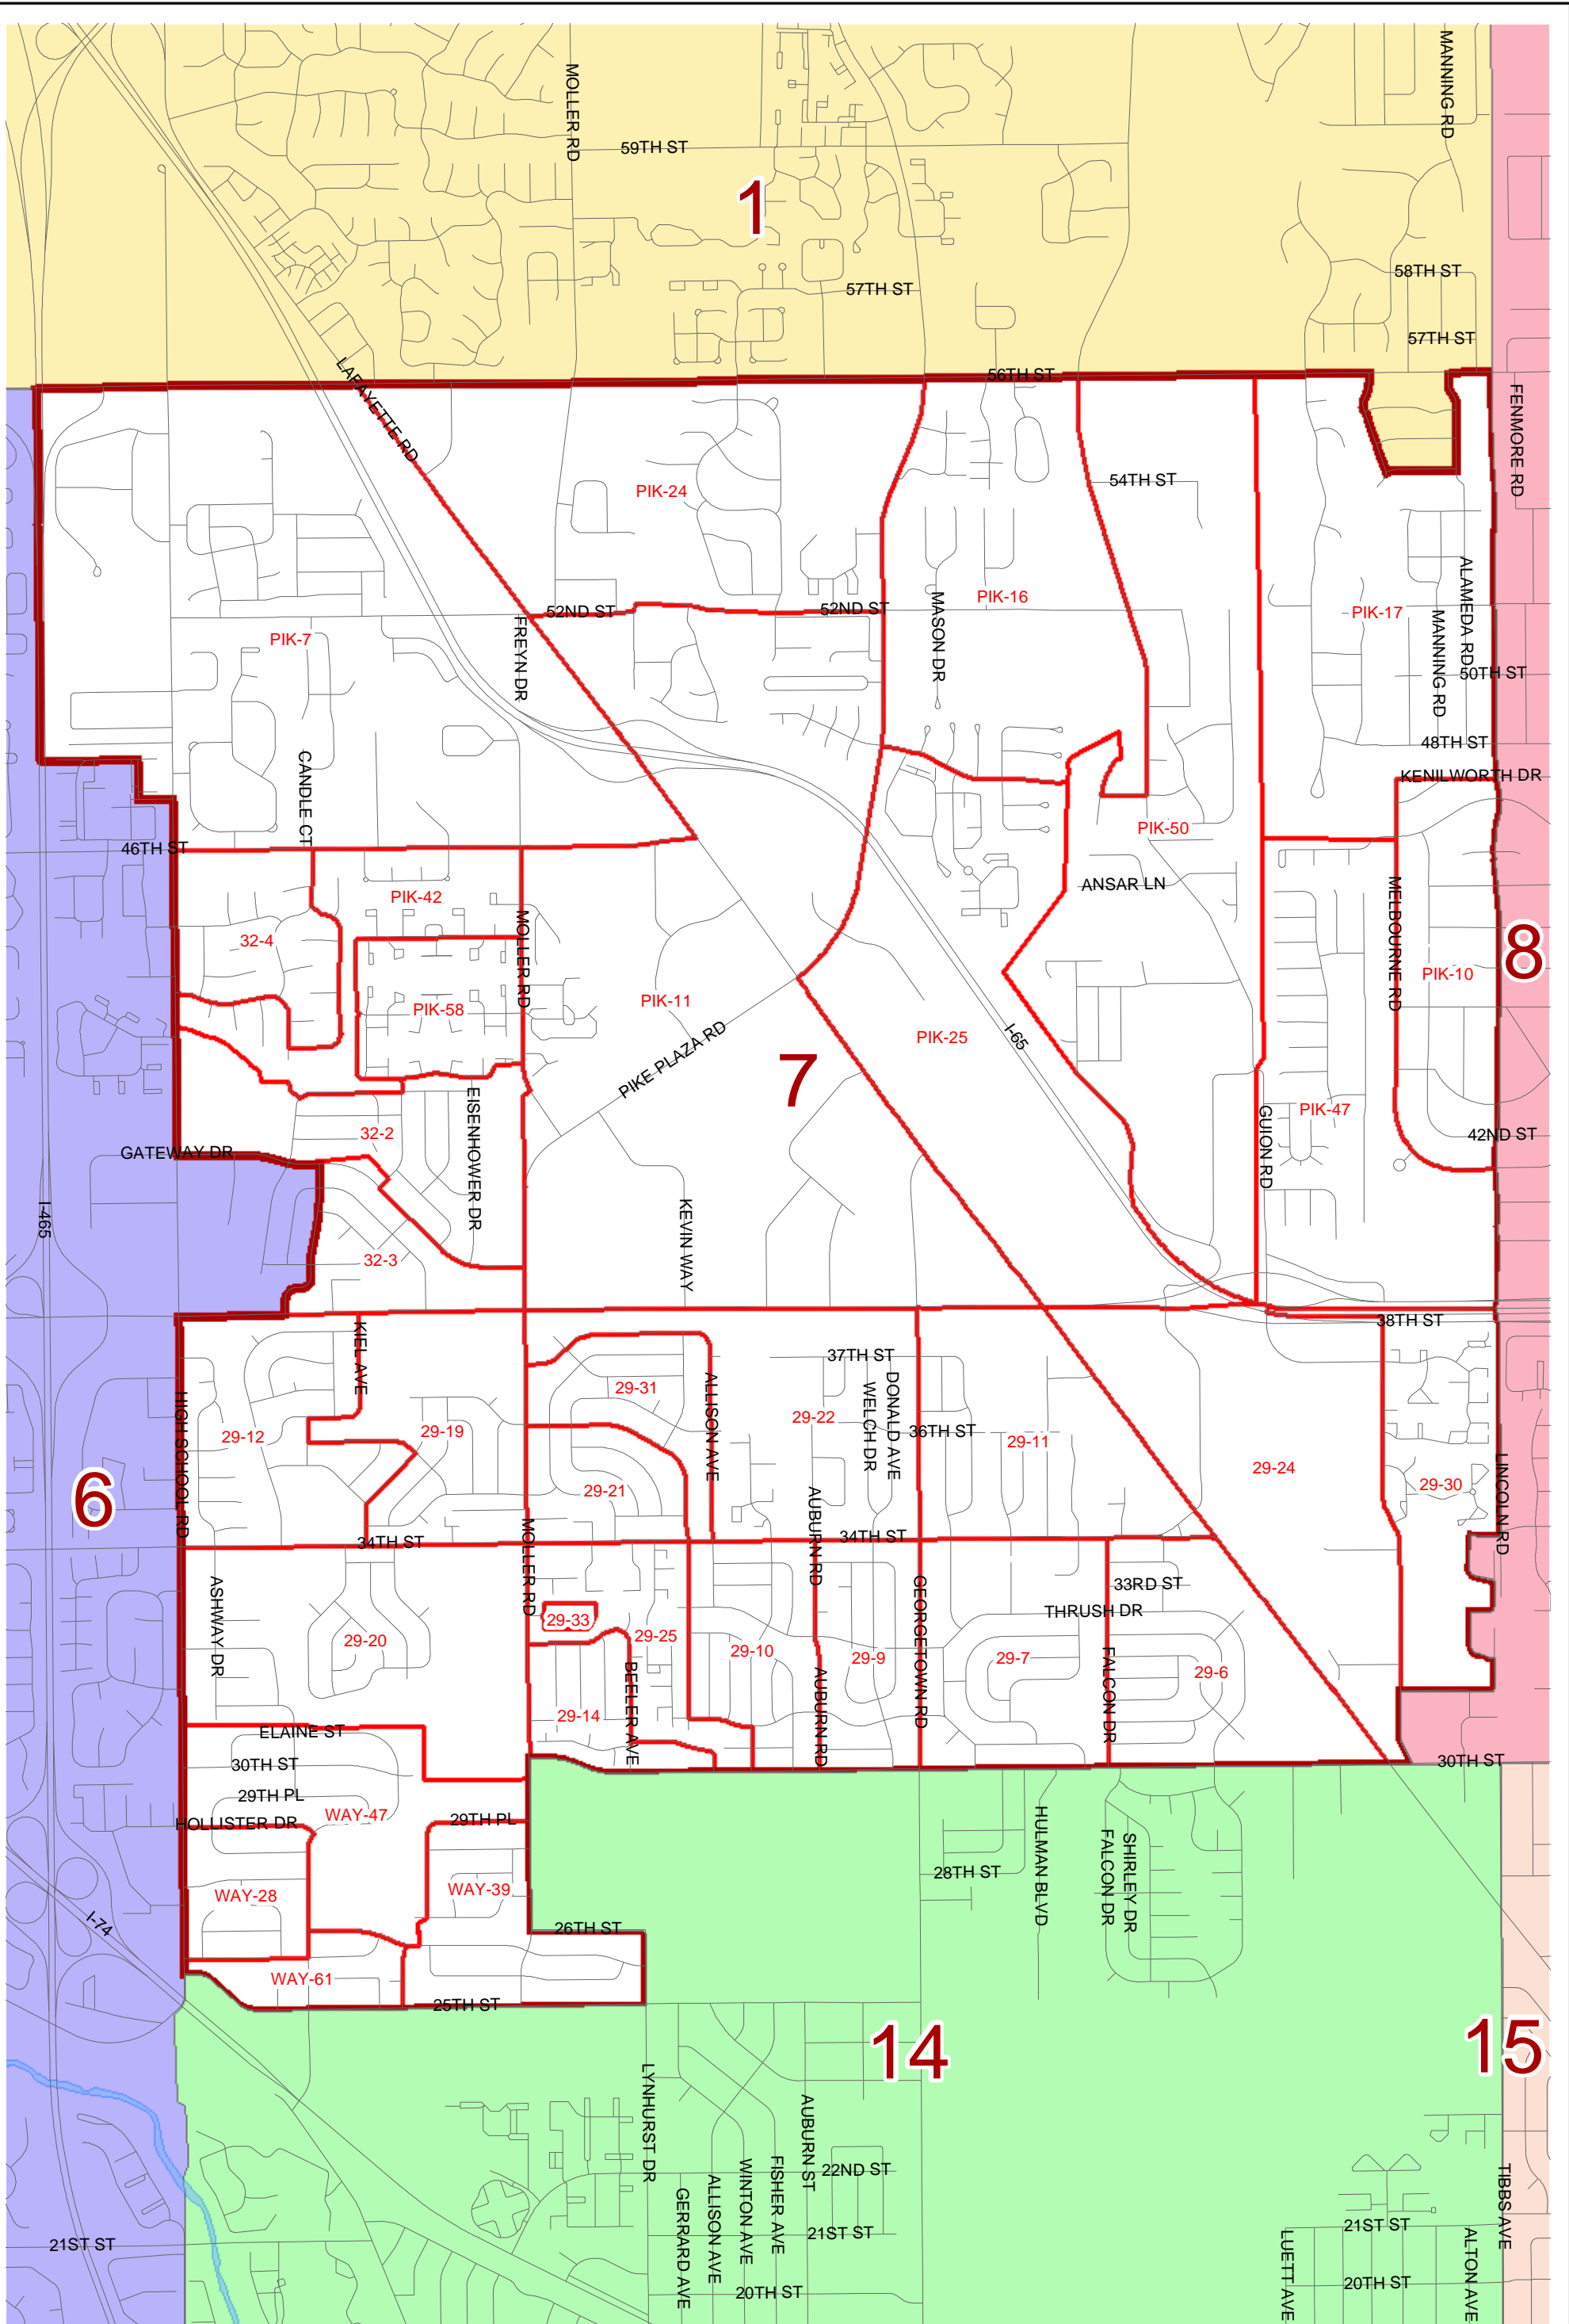 MOLLER RD
MANNING RD
59TH ST
1
58TH ST
57TH ST
57TH ST
56TH ST
LAFAYETTE RD
FENMORE RD
54TH ST
PIK-24
PIK-16
52ND ST
52ND ST
PIK-17
PIK-7
FREYN DR
MASON DR
MANNING RD
ALAMEDA RD
50TH ST
48TH ST
KENILWORTH DR
CANDLE CT
46TH ST
PIK-50
ANSAR LN
PIK-42
MOLLER RD
MELBOURNE RD
32-4
8
PIK-10
PIK-58
PIK-11
PIK PLAZA RD
PIK-25
I-65
7
EISENHOWER DR
PIK-47
GUION RD
32-2
42ND ST
GATEWAY DR
I-465
KEVIN WAY
32-3
38TH ST
KIEL AVE
37TH ST
29-31
ALLISON AVE
29-22
WELCH DR
DONALD AVE
36TH ST
HIGH SCHOOL RD
29-12
29-19
29-11
29-24
6
29-21
29-30
LINCOLN RD
AUBURN RD
34TH ST
34TH ST
MOLLER RD
ASHWAY DR
GEORGETOWN RD
33RD ST
THRUSH DR
29-33
29-20
29-25
29-10
29-9
29-7
FALCON DR
29-6
BEELER AVE
AUBURN RD
29-14
ELAINE ST
30TH ST
30TH ST
29TH PL
WAY-47
HOLLISTER DR
29TH PL
HULMAN BLVD
FALCON DR
SHIRLEY DR
28TH ST
WAY-28
WAY-39
I-74
26TH ST
WAY-61
25TH ST
14
15
LYNHURST DR
AUBURN ST
22ND ST
FISHER AVE
WINTON AVE
ALLISON AVE
GERRARD AVE
TIBBS AVE
21ST ST
21ST ST
21ST ST
LUETT AVE
ALTON AVE
20TH ST
20TH ST